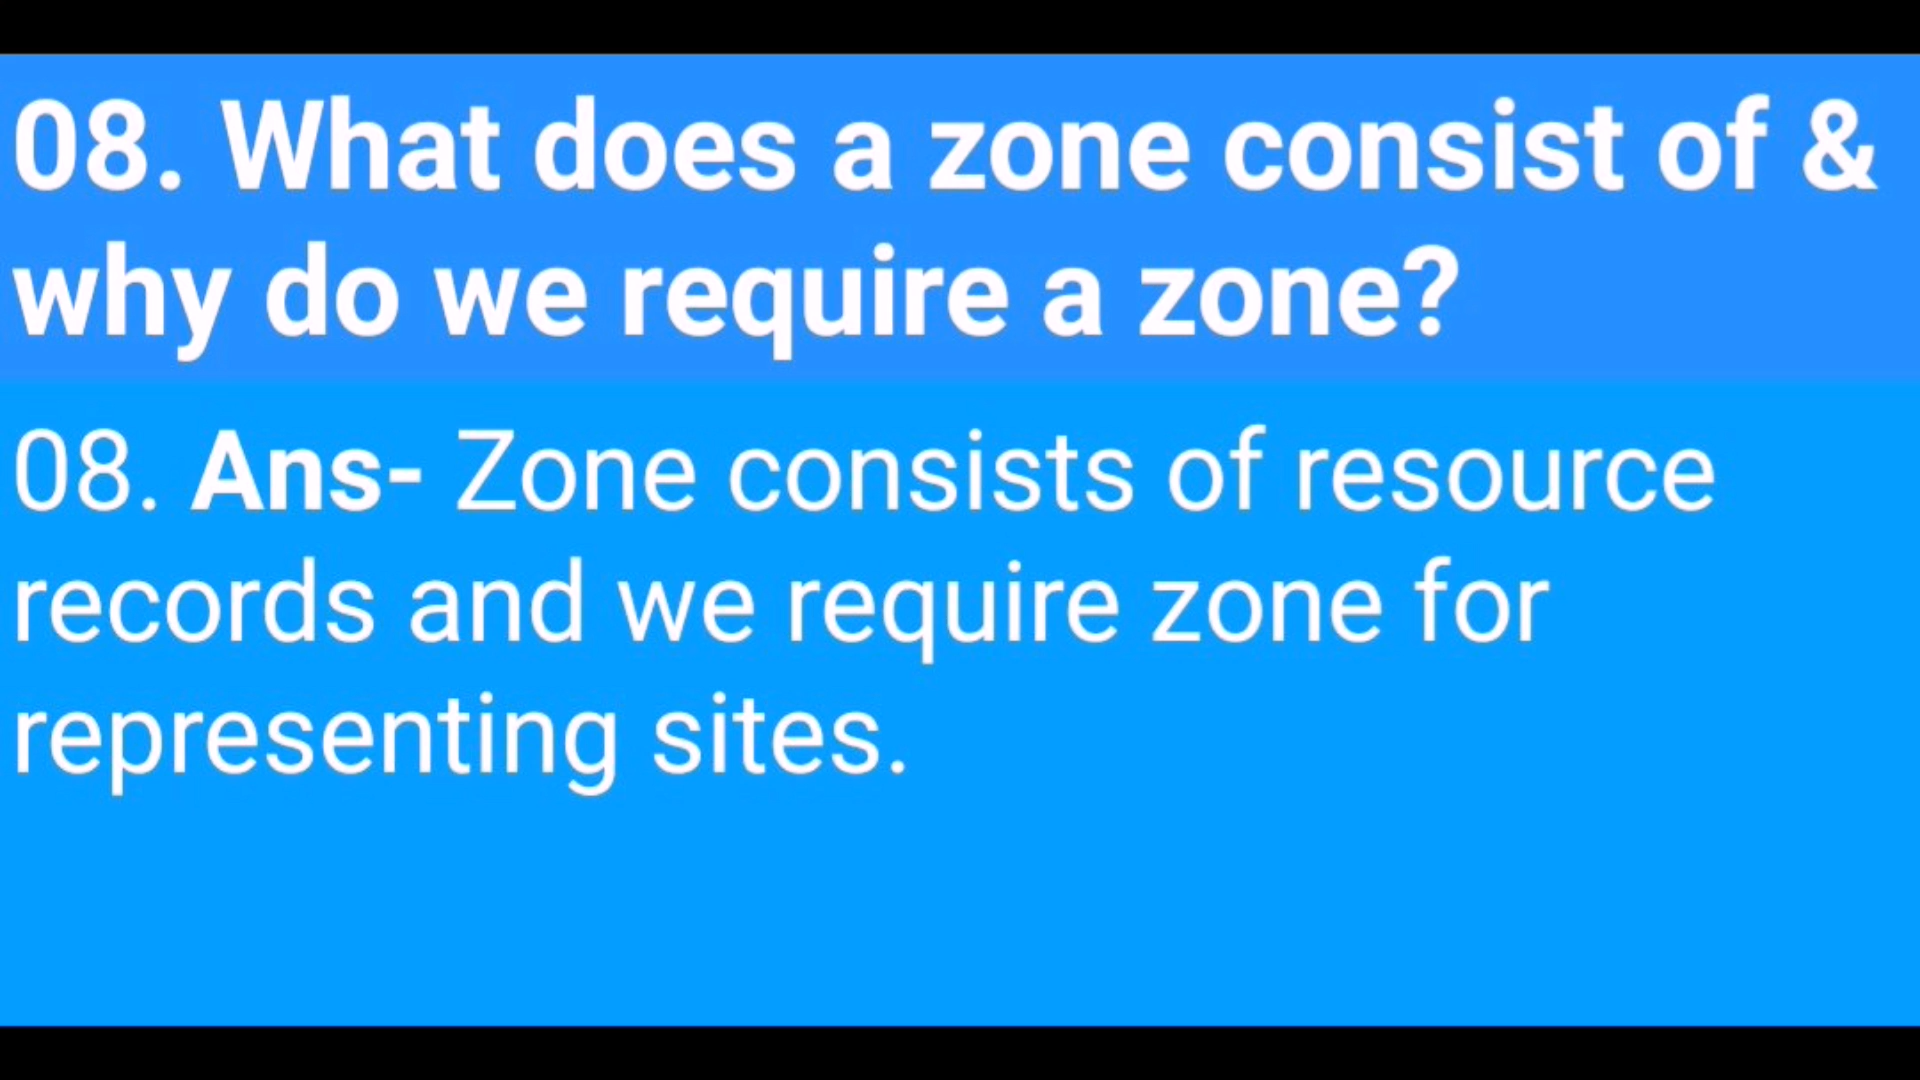 08. What does a zone consist of &
why do we require a zone?
08. Ans- Zone consists of resource
records and we require zone for
representing sites.